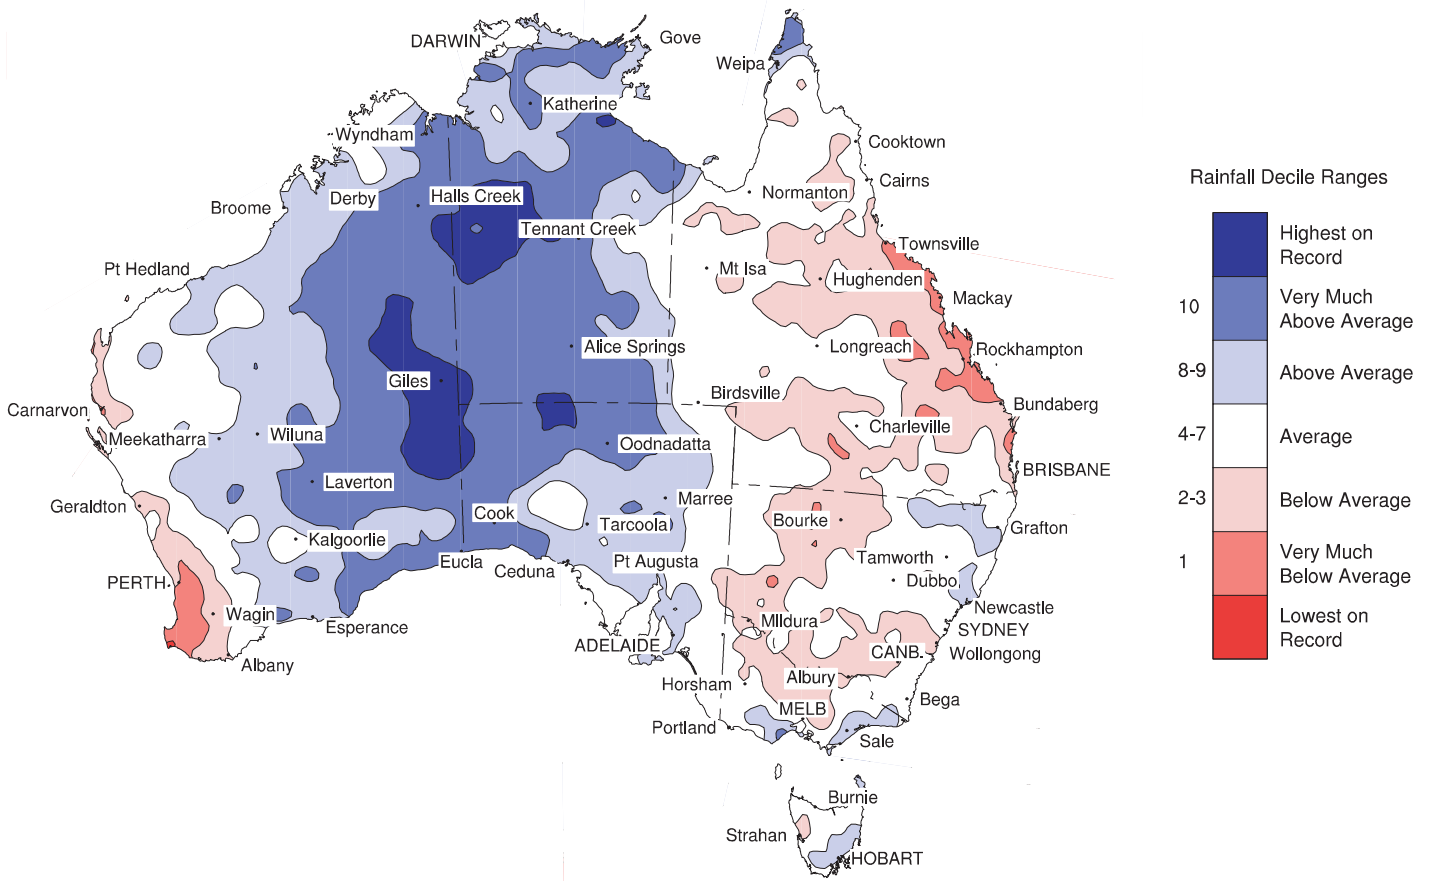 DARWIN
Gove
Weipa
Katherine
Wyndham
Cooktown
Cairns
Derby
Halls Creek
Normanton
Broome
Tennant Creek
Townsville
Pt Hedland
Mt Isa
Hughenden
Mackay
Alice Springs
Longreach
Rockhampton
Giles
Birdsville
Carnarvon
Bundaberg
Meekatharra
Wiluna
Oodnadatta
Charleville
BRISBANE
Laverton
Marree
Geraldton
Cook
Tarcoola
Bourke
Grafton
Kalgoorlie
Eucla
Ceduna
Pt Augusta
Tamworth
Dubbo
PERTH
Wagin
Newcastle
Esperance
MIldura
SYDNEY
ADELAIDE
CANB.
Wollongong
Albany
Horsham
Albury
Bega
MELB
Portland
Sale
Burnie
Strahan
HOBART
Rainfall Decile Ranges
Highest on
Record
10
Very Much
Above Average
8-9
Above Average
4-7
Average
2-3
Below Average
1
Very Much
Below Average
Lowest on
Record